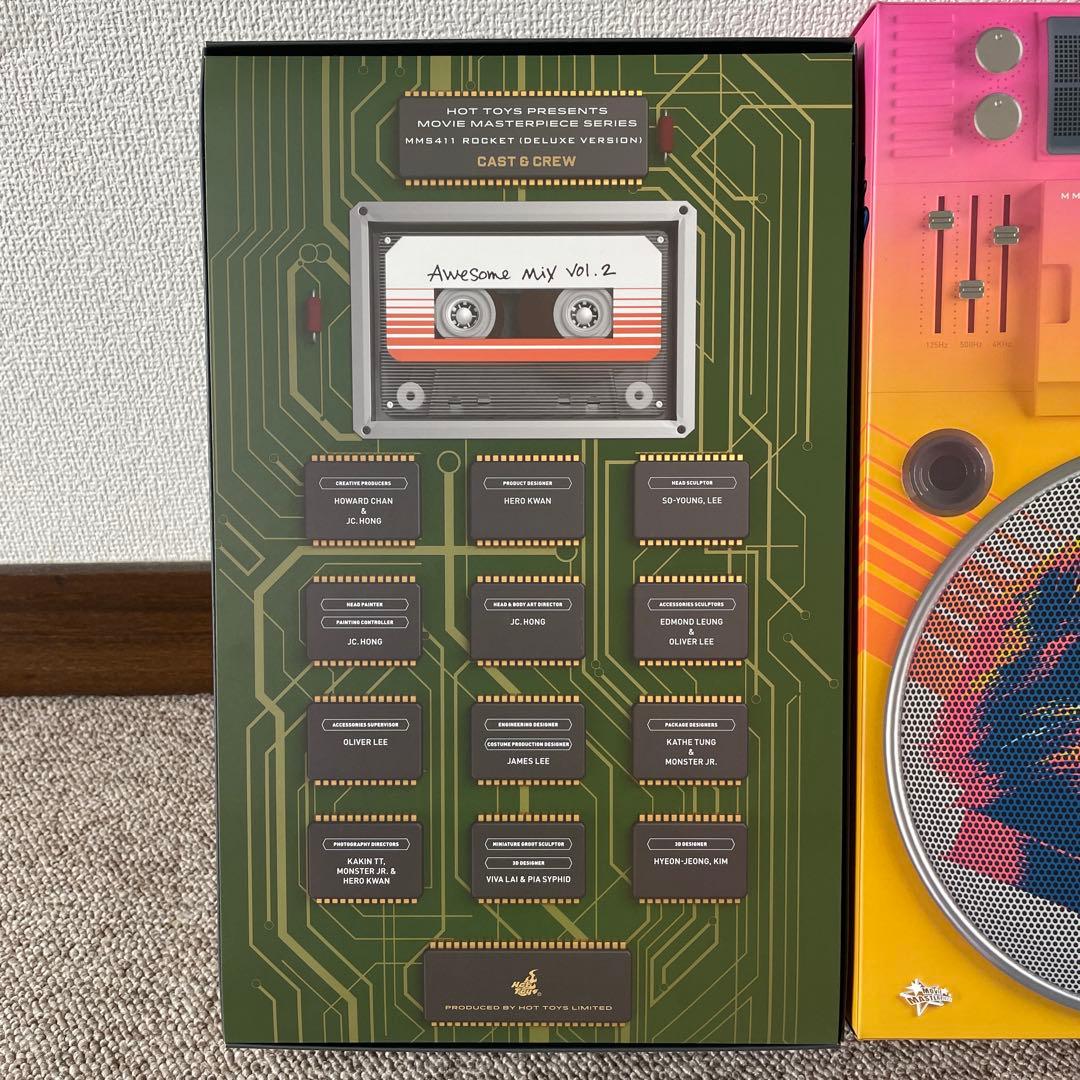 HOT TOYS PRESENTS
MOVIE MASTERPIECE SERIES
MMS411 ROCKET (DELUXE VERSION)
CAST & CREW
Awesome Mix Vol. 2
CREATIVE PRODUCERS
HOWARD CHAN
&
JC. HONG
PRODUCT DESIGNER
HERO KWAN
HEAD SCULPTOR
SO-YOUNG, LEE
HEAD PAINTER
PAINTING CONTROLLER
JC. HONG
HEAD & BODY ART DIRECTOR
JC. HONG
ACCESSORIES SCULPTORS
EDMOND LEUNG
&
OLIVER LEE
ACCESSORIES SUPERVISOR
OLIVER LEE
ENGINEERING DESIGNER
COSTUME PRODUCTION DESIGNER
JAMES LEE
PACKAGE DESIGNERS
KATHE TUNG
&
MONSTER JR.
PHOTOGRAPHY DIRECTORS
KAKIN TT,
MONSTER JR. &
HERO KWAN
MINIATURE GROOT SCULPTOR
3D DESIGNER
VIVA LAI & PIA SYPHID
3D DESIGNER
HYEON-JEONG, KIM
Hot Toys
PRODUCED BY HOT TOYS LIMITED
125Hz 500Hz 4KHz